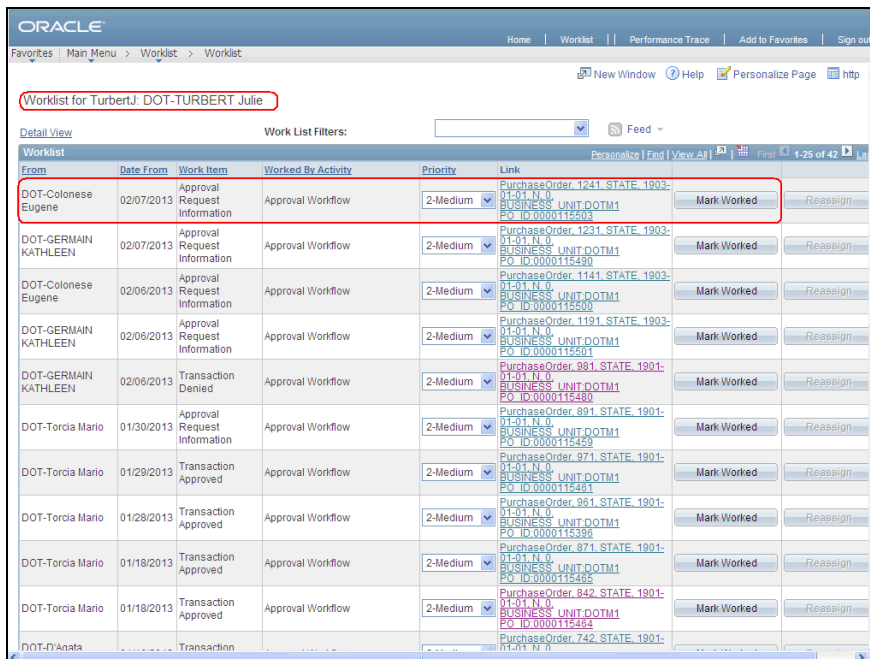 ORACLE
Home | Worklist | | Performance Trace | Add to Favorites | Sign out
Favorites Main Menu > Worklist > Worklist
New Window Help Personalize Page http
Worklist for TurbertJ: DOT-TURBERT Julie
Detail View Work List Filters: Feed
Worklist Personalize | Find | View All | | First 1-25 of 42 Las
From Date From Work Item Worked By Activity Priority Link
DOT-Colonese Eugene 02/07/2013 Approval Request Information Approval Workflow 2-Medium PurchaseOrder, 1241, STATE, 1903-01-01, N, 0, BUSINESS_UNIT:DOTM1 PO_ID:0000115503 Mark Worked Reassign
DOT-GERMAIN KATHLEEN 02/07/2013 Approval Request Information Approval Workflow 2-Medium PurchaseOrder, 1231, STATE, 1903-01-01, N, 0, BUSINESS_UNIT:DOTM1 PO_ID:0000115490 Mark Worked Reassign
DOT-Colonese Eugene 02/06/2013 Approval Request Information Approval Workflow 2-Medium PurchaseOrder, 1141, STATE, 1903-01-01, N, 0, BUSINESS_UNIT:DOTM1 PO_ID:0000115500 Mark Worked Reassign
DOT-GERMAIN KATHLEEN 02/06/2013 Approval Request Information Approval Workflow 2-Medium PurchaseOrder, 1191, STATE, 1903-01-01, N, 0, BUSINESS_UNIT:DOTM1 PO_ID:0000115501 Mark Worked Reassign
DOT-GERMAIN KATHLEEN 02/06/2013 Transaction Denied Approval Workflow 2-Medium PurchaseOrder, 981, STATE, 1901-01-01, N, 0, BUSINESS_UNIT:DOTM1 PO_ID:0000115480 Mark Worked Reassign
DOT-Torcia Mario 01/30/2013 Approval Request Information Approval Workflow 2-Medium PurchaseOrder, 891, STATE, 1901-01-01, N, 0, BUSINESS_UNIT:DOTM1 PO_ID:0000115459 Mark Worked Reassign
DOT-Torcia Mario 01/29/2013 Transaction Approved Approval Workflow 2-Medium PurchaseOrder, 971, STATE, 1901-01-01, N, 0, BUSINESS_UNIT:DOTM1 PO_ID:0000115461 Mark Worked Reassign
DOT-Torcia Mario 01/28/2013 Transaction Approved Approval Workflow 2-Medium PurchaseOrder, 961, STATE, 1901-01-01, N, 0, BUSINESS_UNIT:DOTM1 PO_ID:0000115396 Mark Worked Reassign
DOT-Torcia Mario 01/18/2013 Transaction Approved Approval Workflow 2-Medium PurchaseOrder, 871, STATE, 1901-01-01, N, 0, BUSINESS_UNIT:DOTM1 PO_ID:0000115465 Mark Worked Reassign
DOT-Torcia Mario 01/18/2013 Transaction Approved Approval Workflow 2-Medium PurchaseOrder, 842, STATE, 1901-01-01, N, 0, BUSINESS_UNIT:DOTM1 PO_ID:0000115464 Mark Worked Reassign
DOT-D'Agata Transaction PurchaseOrder, 742, STATE, 1901-01-01, N, 0,